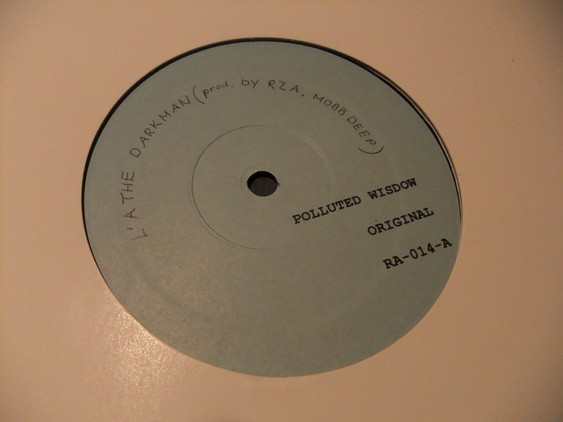 L'A THE DARKMAN (prod. by RZA, MOBB DEEP)
POLLUTED WISDOW
ORIGINAL
RA-014-A